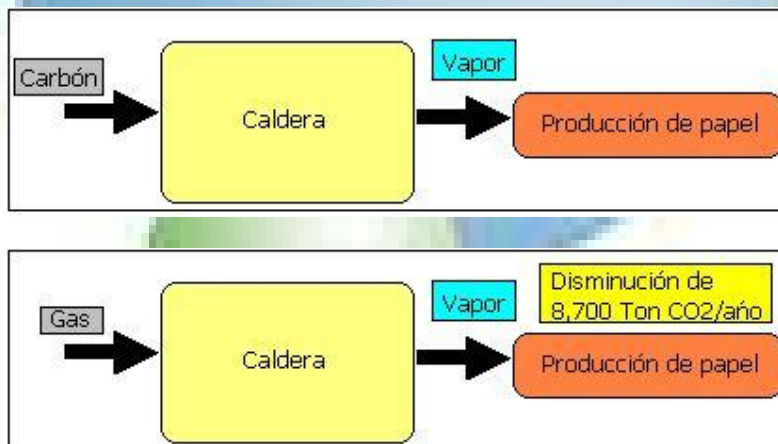 Carbón
Caldera
Vapor
Producción de papel
Gas
Caldera
Vapor
Disminución de
8,700 Ton CO2/año
Producción de papel